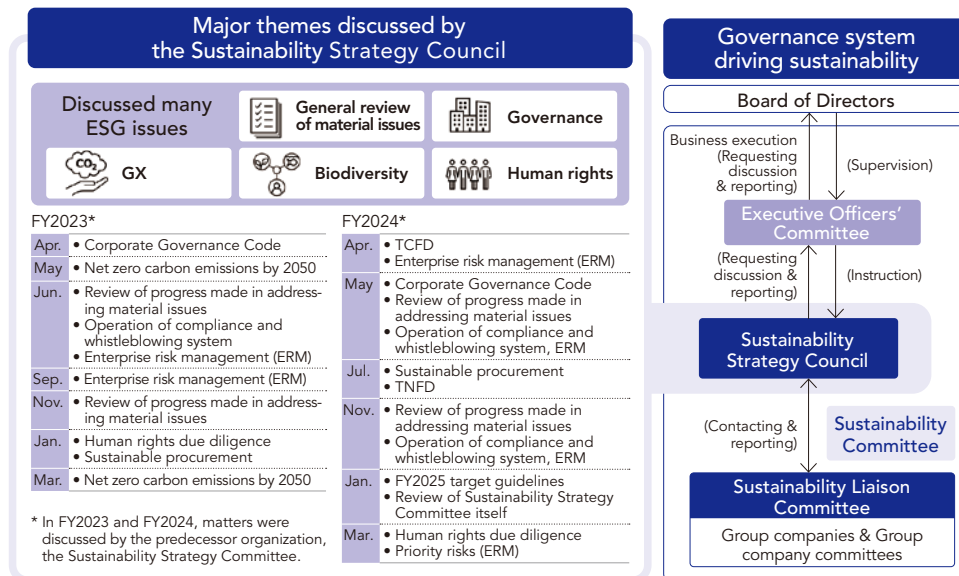 Major themes discussed by
the Sustainability Strategy Council
Discussed many
ESG issues
General review
of material issues
Governance
CO2
GX
Biodiversity
Human rights
FY2023*
Apr.
• Corporate Governance Code
May
• Net zero carbon emissions by 2050
Jun.
• Review of progress made in address-
ing material issues
• Operation of compliance and
whistleblowing system
• Enterprise risk management (ERM)
Sep.
• Enterprise risk management (ERM)
Nov.
• Review of progress made in address-
ing material issues
Jan.
• Human rights due diligence
• Sustainable procurement
Mar.
• Net zero carbon emissions by 2050
* In FY2023 and FY2024, matters were
discussed by the predecessor organization,
the Sustainability Strategy Committee.
FY2024*
Apr.
• TCFD
• Enterprise risk management (ERM)
May
• Corporate Governance Code
• Review of progress made in
addressing material issues
• Operation of compliance and
whistleblowing system, ERM
Jul.
• Sustainable procurement
• TNFD
Nov.
• Review of progress made in
addressing material issues
• Operation of compliance and
whistleblowing system, ERM
Jan.
• FY2025 target guidelines
• Review of Sustainability Strategy
Committee itself
Mar.
• Human rights due diligence
• Priority risks (ERM)
Governance system
driving sustainability
Board of Directors
Business execution
(Requesting
discussion
& reporting)
(Supervision)
Executive Officers'
Committee
(Requesting
discussion &
reporting)
(Instruction)
Sustainability
Strategy Council
(Contacting &
reporting)
Sustainability
Committee
Sustainability Liaison
Committee
Group companies & Group
company committees